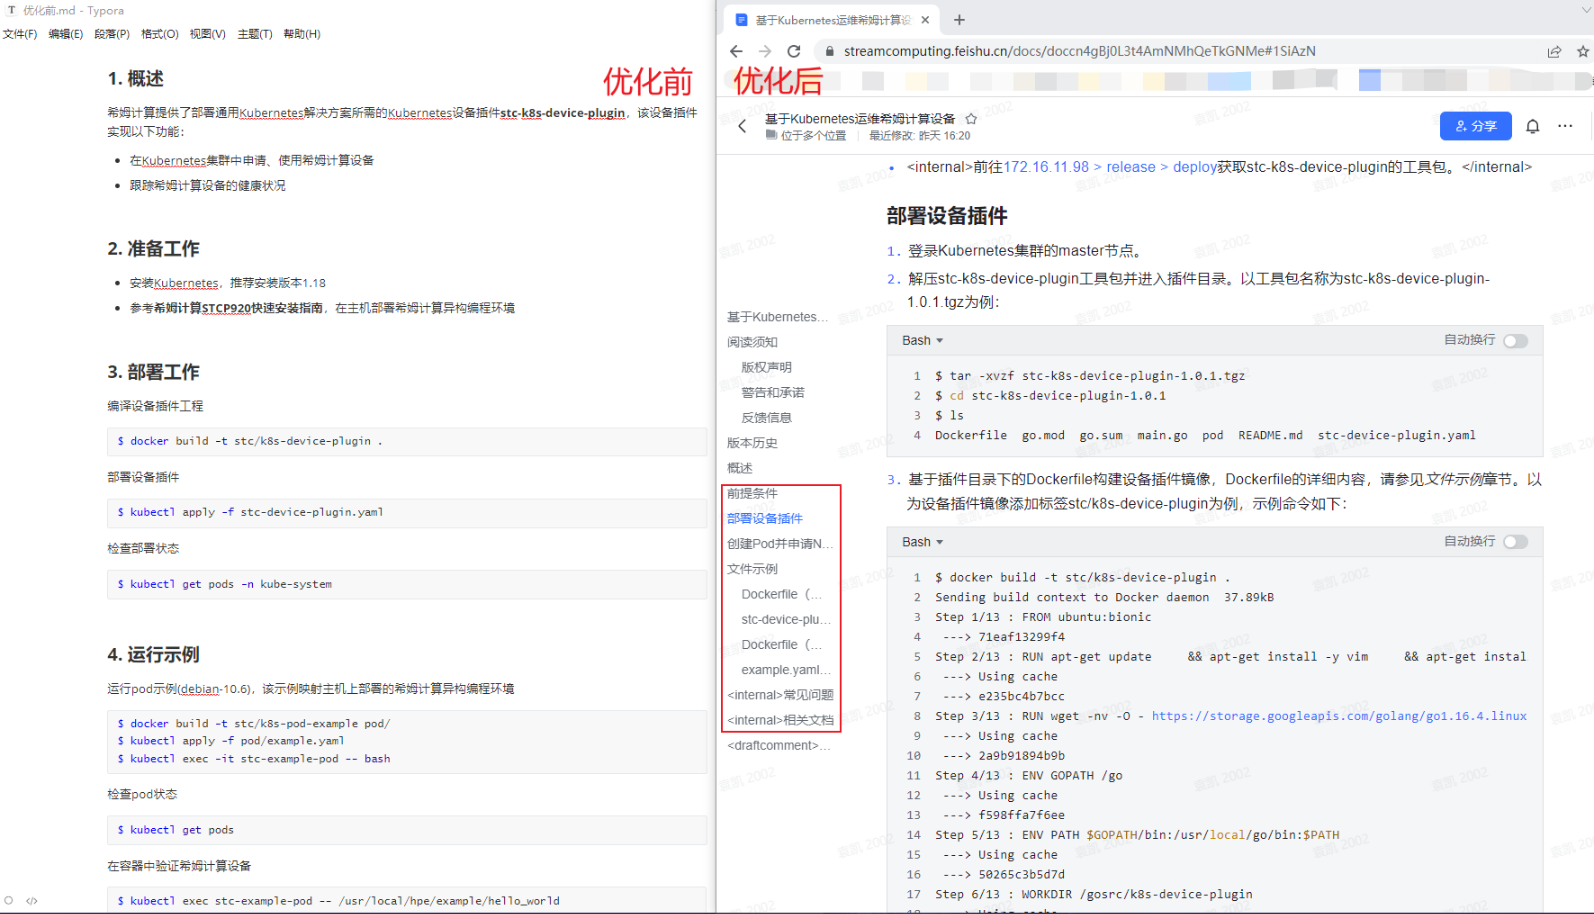 优化前.md - Typora
文件(F) 编辑(E) 段落(P) 格式(O) 视图(V) 主题(T) 帮助(H)
优化前
1. 概述
希姆计算提供了部署通用Kubernetes解决方案所需的Kubernetes设备插件stc-k8s-device-plugin，该设备插件
实现以下功能：
在Kubernetes集群中申请、使用希姆计算设备
跟踪希姆计算设备的健康状况
2. 准备工作
安装Kubernetes，推荐安装版本1.18
参考希姆计算STCP920快速安装指南，在主机部署希姆计算异构编程环境
3. 部署工作
编译设备插件工程
$ docker build -t stc/k8s-device-plugin .
部署设备插件
$ kubectl apply -f stc-device-plugin.yaml
检查部署状态
$ kubectl get pods -n kube-system
4. 运行示例
运行pod示例(debian-10.6)，该示例映射主机上部署的希姆计算异构编程环境
$ docker build -t stc/k8s-pod-example pod/
$ kubectl apply -f pod/example.yaml
$ kubectl exec -it stc-example-pod -- bash
检查pod状态
$ kubectl get pods
在容器中验证希姆计算设备
$ kubectl exec stc-example-pod -- /usr/local/hpe/example/hello_world
基于Kubernetes运维希姆计算设
streamcomputing.feishu.cn/docs/doccn4gBj0L3t4AmNMhQeTkGNMe#1SiAzN
优化后
基于Kubernetes运维希姆计算设备
位于多个位置 最近修改: 昨天 16:20
分享
基于Kubernetes...
阅读须知
版权声明
警告和承诺
反馈信息
版本历史
概述
前提条件
部署设备插件
创建Pod并申请N...
文件示例
Dockerfile（...
stc-device-plu...
Dockerfile（...
example.yaml...
<internal>常见问题
<internal>相关文档
<draftcomment>...
<internal>前往172.16.11.98 > release > deploy获取stc-k8s-device-plugin的工具包。</internal>
部署设备插件
1. 登录Kubernetes集群的master节点。
2. 解压stc-k8s-device-plugin工具包并进入插件目录。以工具包名称为stc-k8s-device-plugin-
1.0.1.tgz为例：
Bash 自动换行
1 $ tar -xvzf stc-k8s-device-plugin-1.0.1.tgz
2 $ cd stc-k8s-device-plugin-1.0.1
3 $ ls
4 Dockerfile go.mod go.sum main.go pod README.md stc-device-plugin.yaml
3. 基于插件目录下的Dockerfile构建设备插件镜像，Dockerfile的详细内容，请参见文件示例章节。以
为设备插件镜像添加标签stc/k8s-device-plugin为例，示例命令如下：
Bash 自动换行
1 $ docker build -t stc/k8s-device-plugin .
2 Sending build context to Docker daemon 37.89kB
3 Step 1/13 : FROM ubuntu:bionic
4 ---> 71eaf13299f4
5 Step 2/13 : RUN apt-get update && apt-get install -y vim && apt-get instal
6 ---> Using cache
7 ---> e235bc4b7bcc
8 Step 3/13 : RUN wget -nv -O - https://storage.googleapis.com/golang/go1.16.4.linux
9 ---> Using cache
10 ---> 2a9b91894b9b
11 Step 4/13 : ENV GOPATH /go
12 ---> Using cache
13 ---> f598ffa7f6ee
14 Step 5/13 : ENV PATH $GOPATH/bin:/usr/local/go/bin:$PATH
15 ---> Using cache
16 ---> 50265c3b5d7d
17 Step 6/13 : WORKDIR /gosrc/k8s-device-plugin
18 ---> Using cache
袁凯 2002